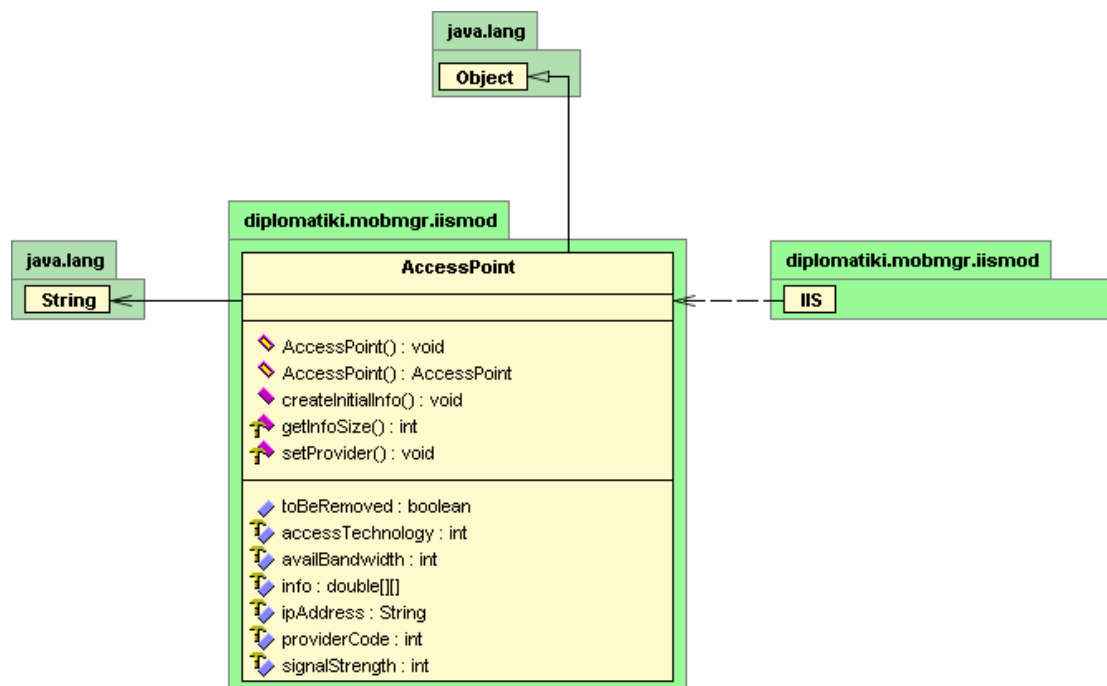 java.lang
Object
diplomatiki.mobmgr.iismod
AccessPoint
java.lang
String
diplomatiki.mobmgr.iismod
IIS
AccessPoint() : void
AccessPoint() : AccessPoint
createInitialInfo() : void
getInfoSize() : int
setProvider() : void
toBeRemoved : boolean
accessTechnology : int
availBandwidth : int
info : double[][]
ipAddress : String
providerCode : int
signalStrength : int